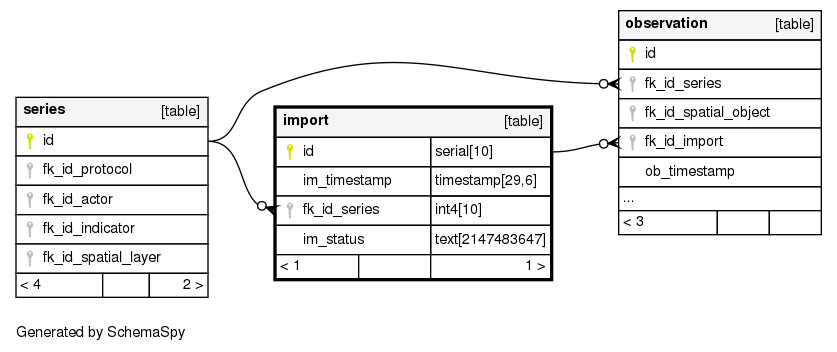 series [table]
id
fk_id_protocol
fk_id_actor
fk_id_indicator
fk_id_spatial_layer
< 4 2 >
import [table]
id serial[10]
im_timestamp timestamp[29,6]
fk_id_series int4[10]
im_status text[2147483647]
< 1 1 >
observation [table]
id
fk_id_series
fk_id_spatial_object
fk_id_import
ob_timestamp
...
< 3
Generated by SchemaSpy